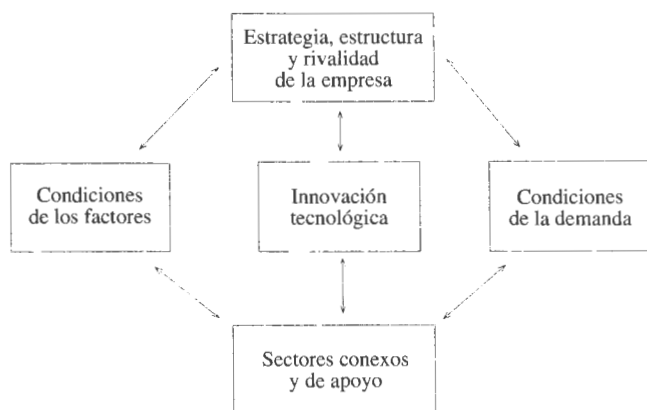 Estrategia, estructura
y rivalidad
de la empresa
Condiciones
de los factores
Innovación
tecnológica
Condiciones
de la demanda
Sectores conexos
y de apoyo